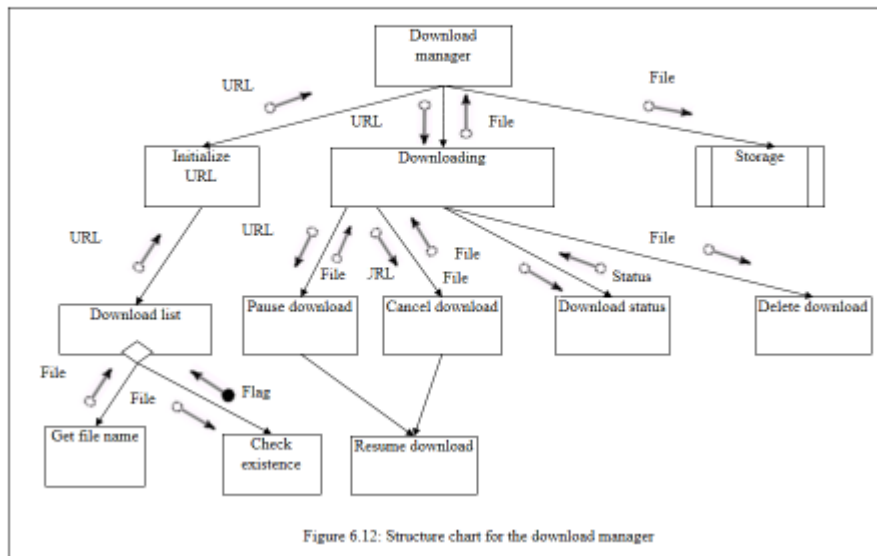 Download
manager
URL
File
URL
File
Initialize
URL
Downloading
Storage
URL
URL
File
JRL
File
File
Status
File
Download list
Pause download
Cancel download
Download status
Delete download
File
File
Flag
Get file name
Check
existence
Resume download
Figure 6.12: Structure chart for the download manager